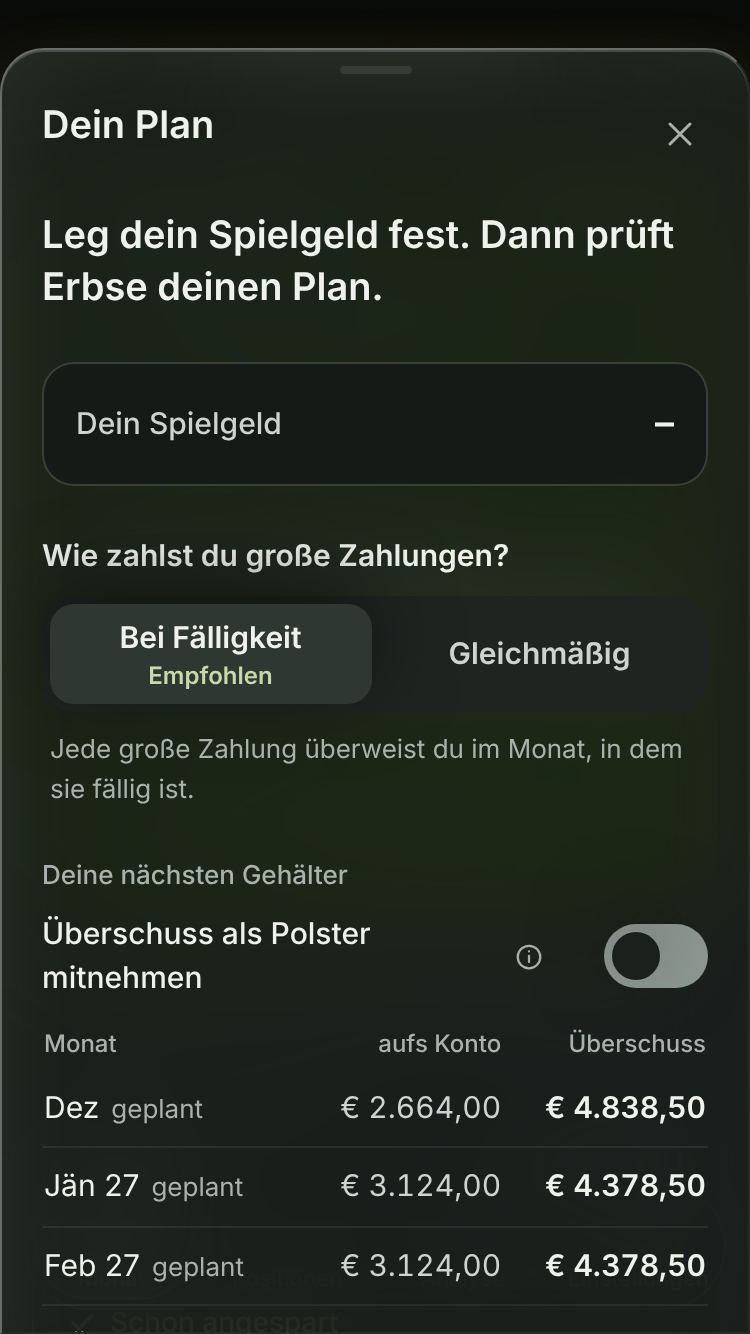 Dein Plan
Leg dein Spielgeld fest. Dann prüft
Erbse deinen Plan.
Dein Spielgeld –
Wie zahlst du große Zahlungen?
Bei Fälligkeit
Empfohlen
Gleichmäßig
Jede große Zahlung überweist du im Monat, in dem
sie fällig ist.
Deine nächsten Gehälter
Überschuss als Polster
mitnehmen
Monat aufs Konto Überschuss
Dez geplant € 2.664,00 € 4.838,50
Jän 27 geplant € 3.124,00 € 4.378,50
Feb 27 geplant € 3.124,00 € 4.378,50
Schon angespart